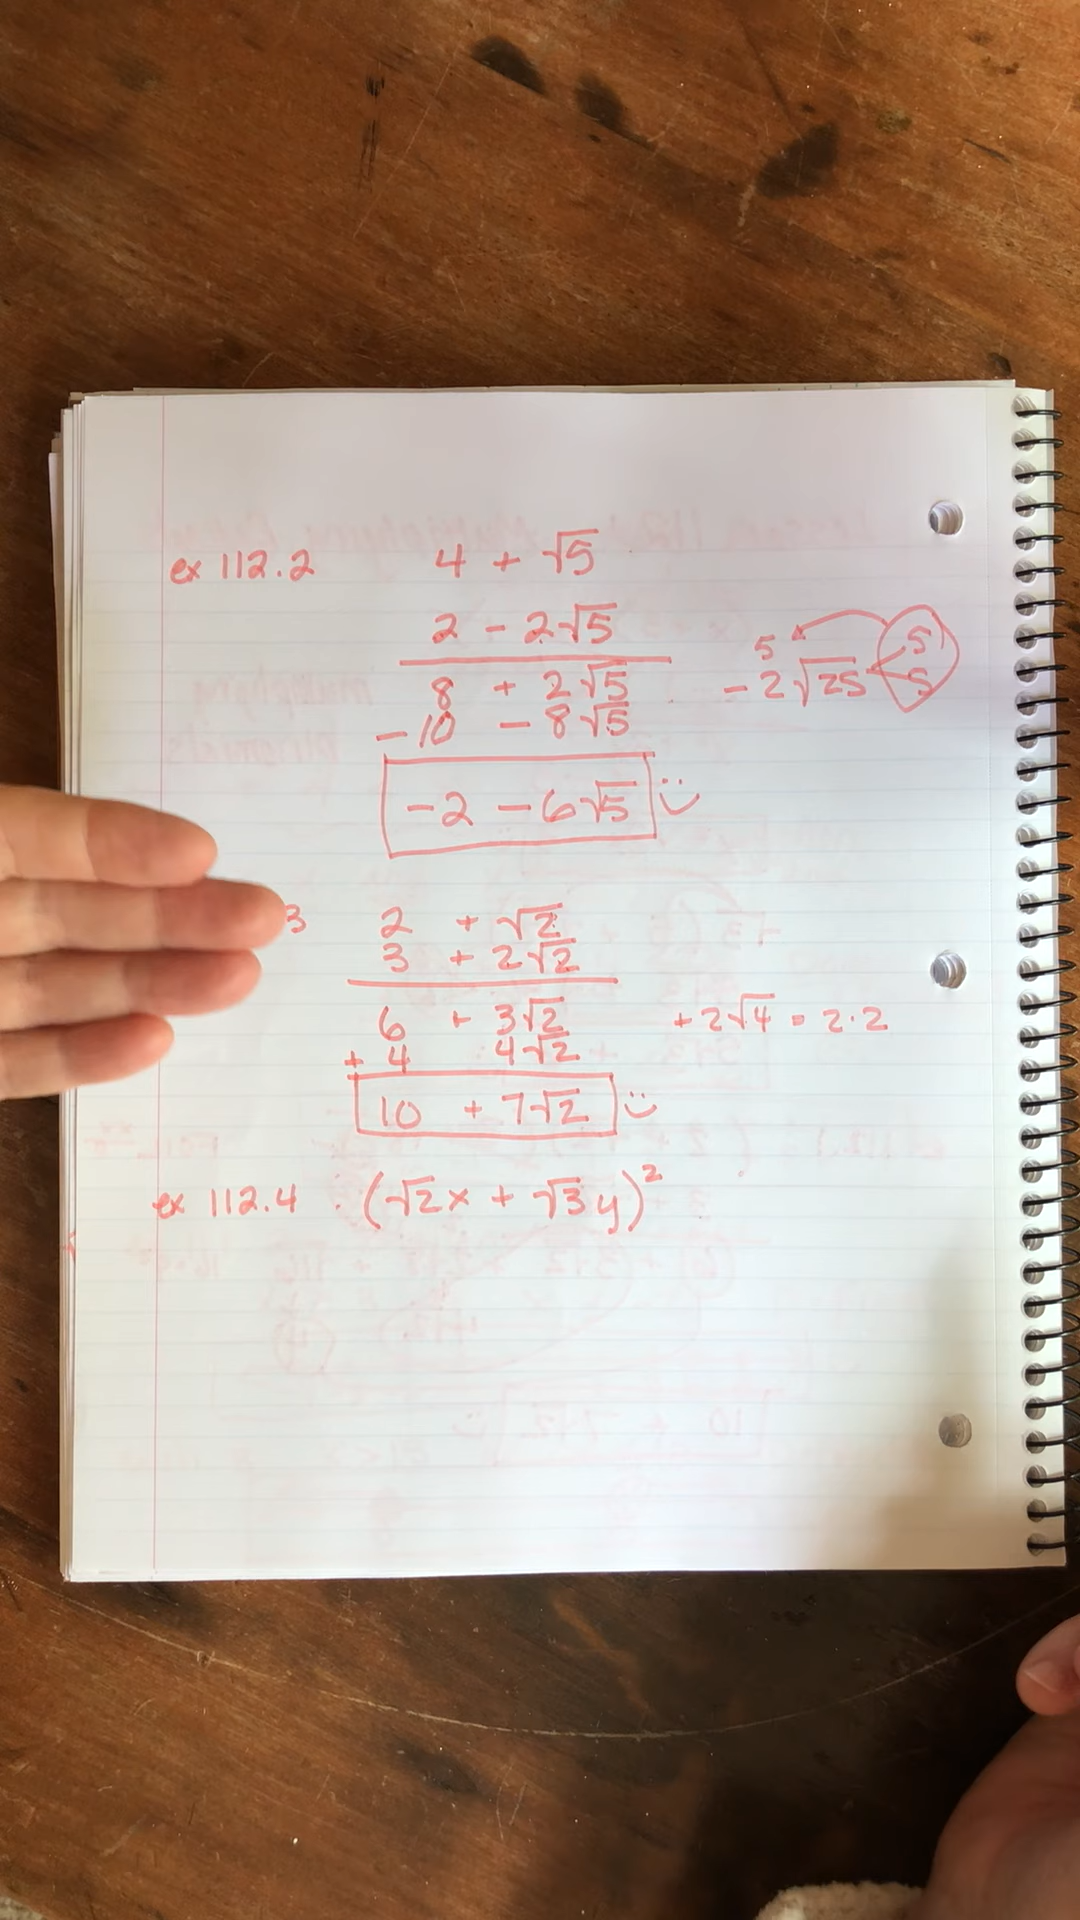 ex 112.2 4 + √5
2 - 2√5
8 + 2√5
-10 - 8√5
5 5
-2√25 5
-2 - 6√5
3 2 + √2
3 + 2√2
6 + 3√2 +2√4 = 2·2
+ 4 4√2
10 + 7√2
ex 112.4 (√2x + √3y)²